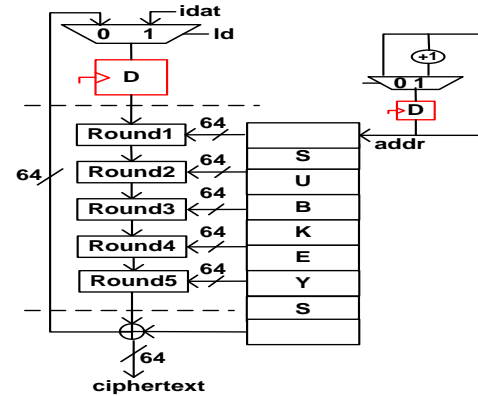 idat
0 1
ld
D
+1
0 1
D
addr
Round1
64
S
64
Round2
64
U
Round3
64
B
Round4
64
K
E
Round5
64
Y
S
64
ciphertext